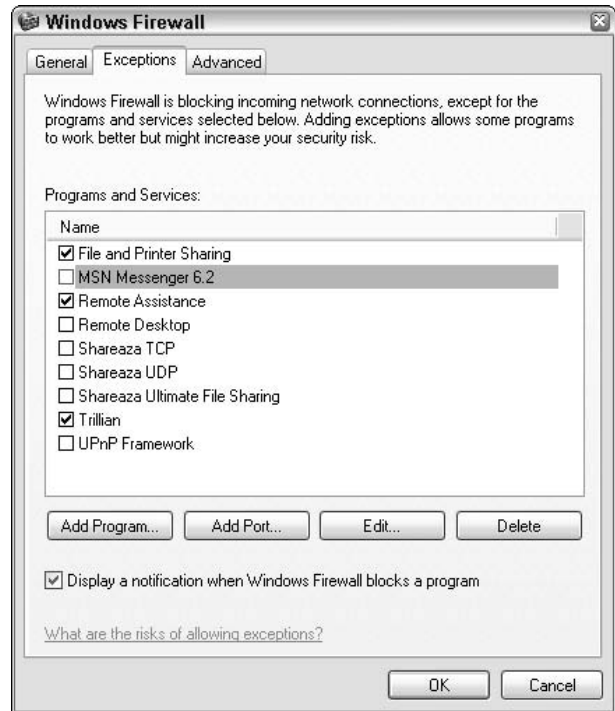 Windows Firewall
General
Exceptions
Advanced
Windows Firewall is blocking incoming network connections, except for the
programs and services selected below. Adding exceptions allows some programs
to work better but might increase your security risk.
Programs and Services:
Name
File and Printer Sharing
MSN Messenger 6.2
Remote Assistance
Remote Desktop
Shareaza TCP
Shareaza UDP
Shareaza Ultimate File Sharing
Trillian
UPnP Framework
Add Program...
Add Port...
Edit...
Delete
Display a notification when Windows Firewall blocks a program
What are the risks of allowing exceptions?
OK
Cancel